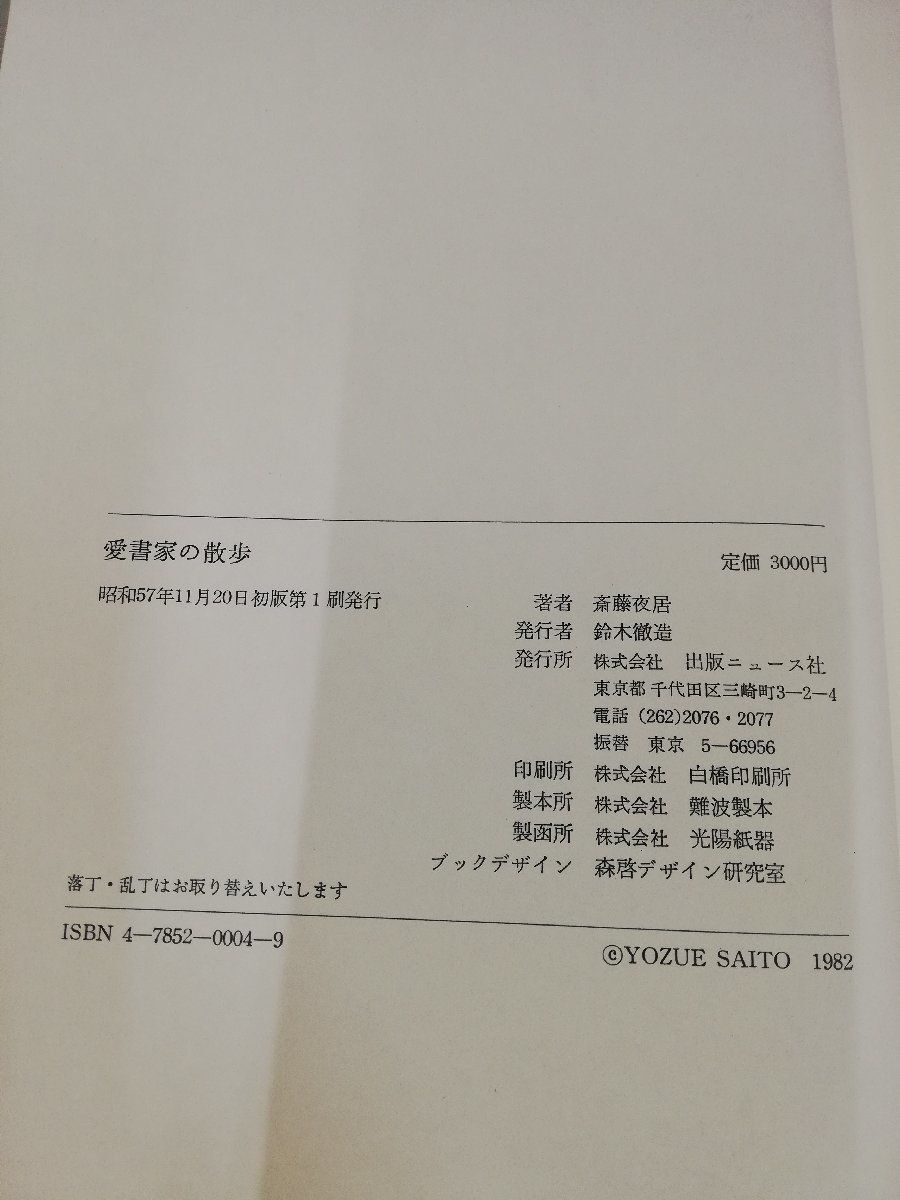 愛書家の散歩
定価 3000円
昭和57年11月20日初版第1刷発行
著者 斎藤夜居
発行者 鈴木徹造
発行所 株式会社 出版ニュース社
東京都千代田区三崎町3—2—4
電話 (262)2076・2077
振替 東京 5—66956
印刷所 株式会社 白橋印刷所
製本所 株式会社 難波製本
製函所 株式会社 光陽紙器
ブックデザイン 森啓デザイン研究室
落丁・乱丁はお取り替えいたします
ISBN 4—7852—0004—9
©YOZUE SAITO 1982